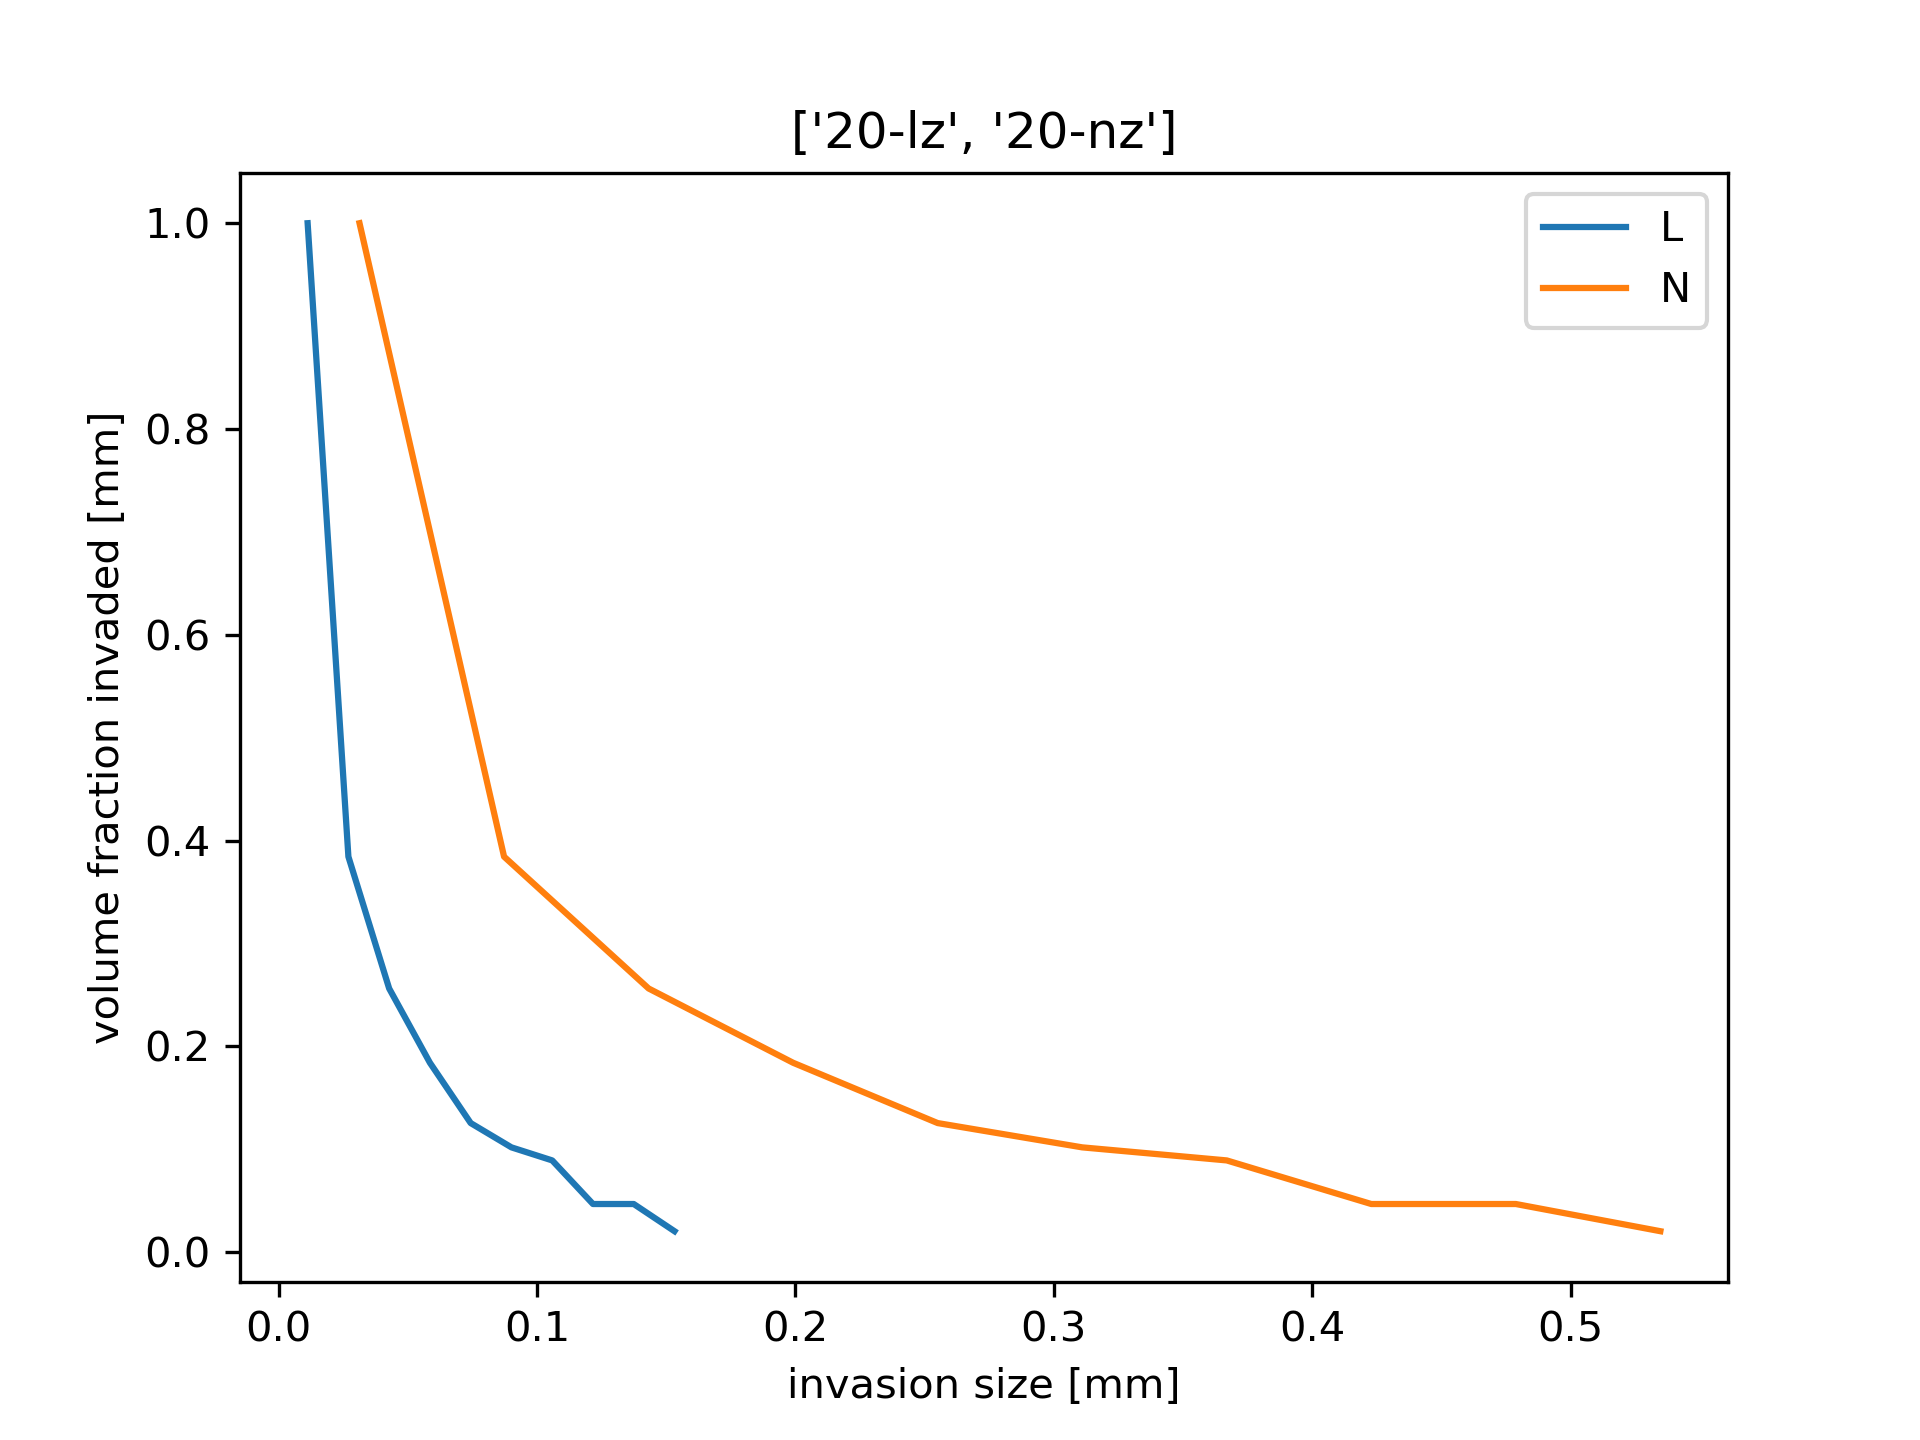 ['20-lz', '20-nz']
L
N
volume fraction invaded [mm]
1.0
0.8
0.6
0.4
0.2
0.0
0.0 0.1 0.2 0.3 0.4 0.5
invasion size [mm]